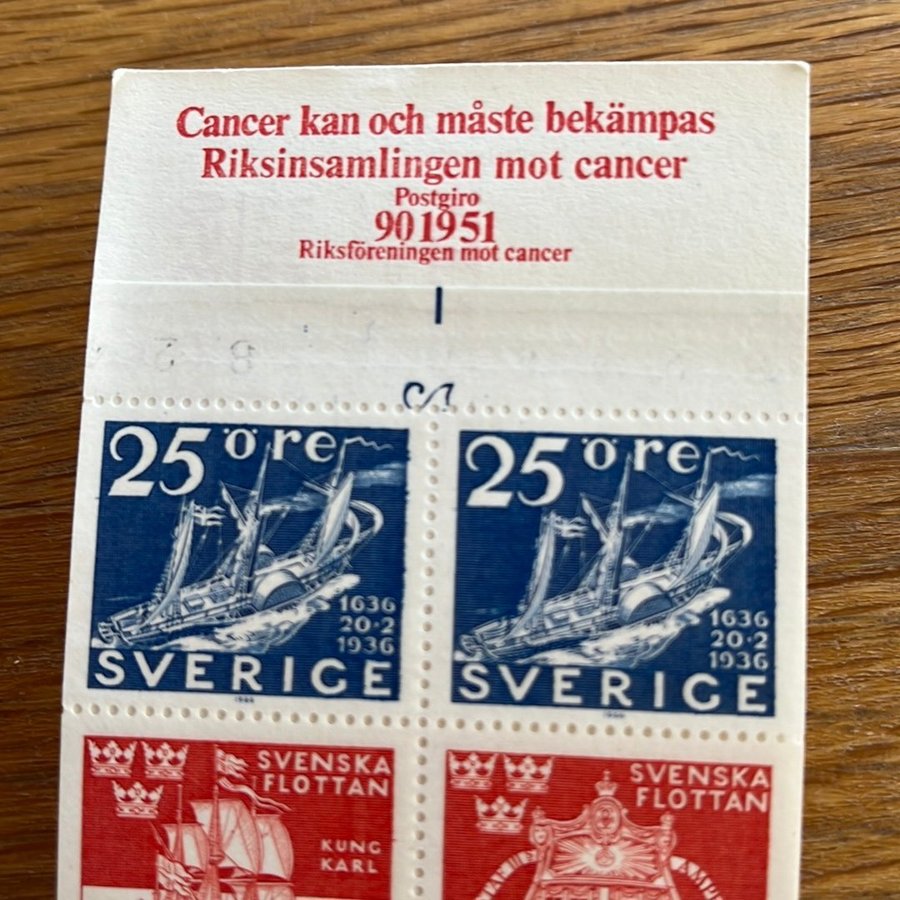 Cancer kan och måste bekämpas
Riksinsamlingen mot cancer
Postgiro
901951
Riksföreningen mot cancer
25 öre
1636
20·2
1936
SVERIGE
25 öre
1636
20·2
1936
SVERIGE
SVENSKA
FLOTTAN
KUNG
KARL
SVENSKA
FLOTTAN